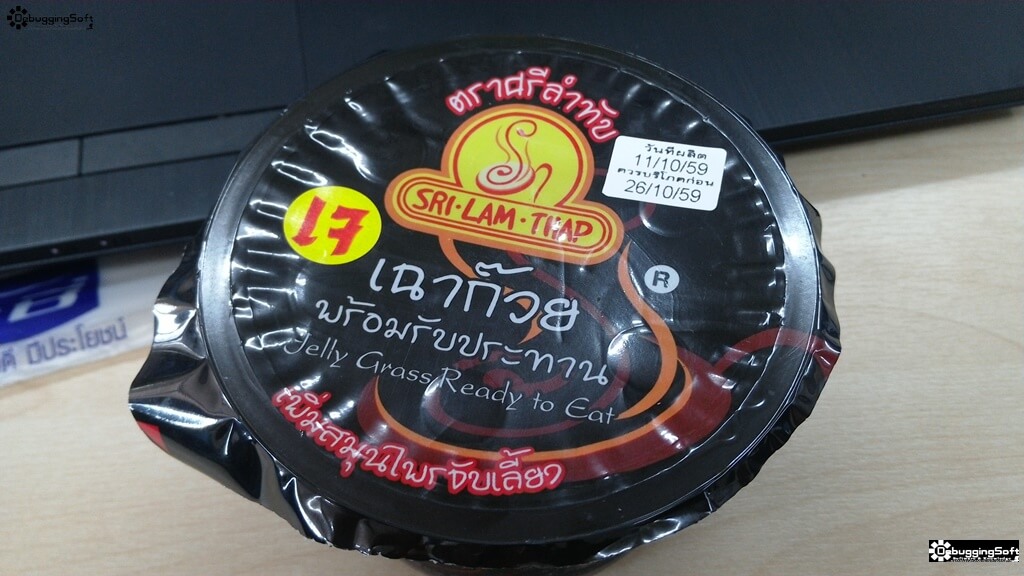 DebuggingSoft
ตราศรีลำทับ
SRI·LAM·THAP
วันที่ผลิต
11/10/59
ควรบริโภคก่อน
26/10/59
เจ
R
เฉาก๊วย
พร้อมรับประทาน
Jelly Grass Ready to Eat
เพิ่มสมุนไพรจับเลี้ยว
ดี มีประโยชน์
DebuggingSoft